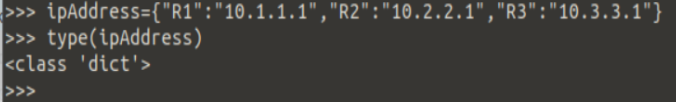 >>> ipAddress={"R1":"10.1.1.1","R2":"10.2.2.1","R3":"10.3.3.1"}
>>> type(ipAddress)
<class 'dict'>
>>>